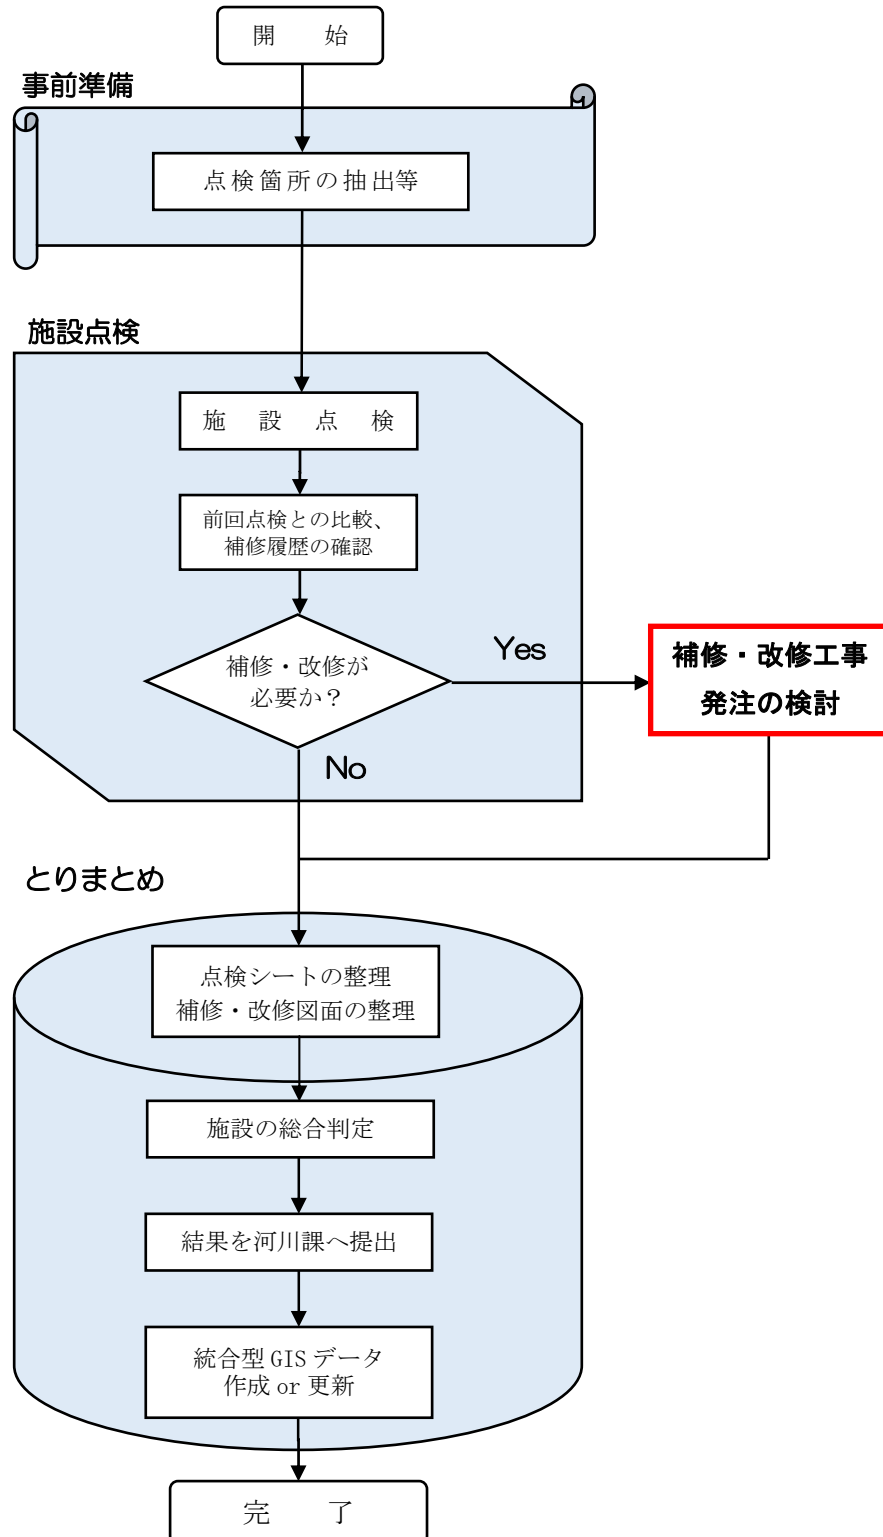 開　始
事前準備
点検箇所の抽出等
施設点検
施設点検
前回点検との比較、
補修履歴の確認
補修・改修が
必要か？
Yes
補修・改修工事
発注の検討
No
とりまとめ
点検シートの整理
補修・改修図面の整理
施設の総合判定
結果を河川課へ提出
統合型 GIS データ
作成 or 更新
完　了